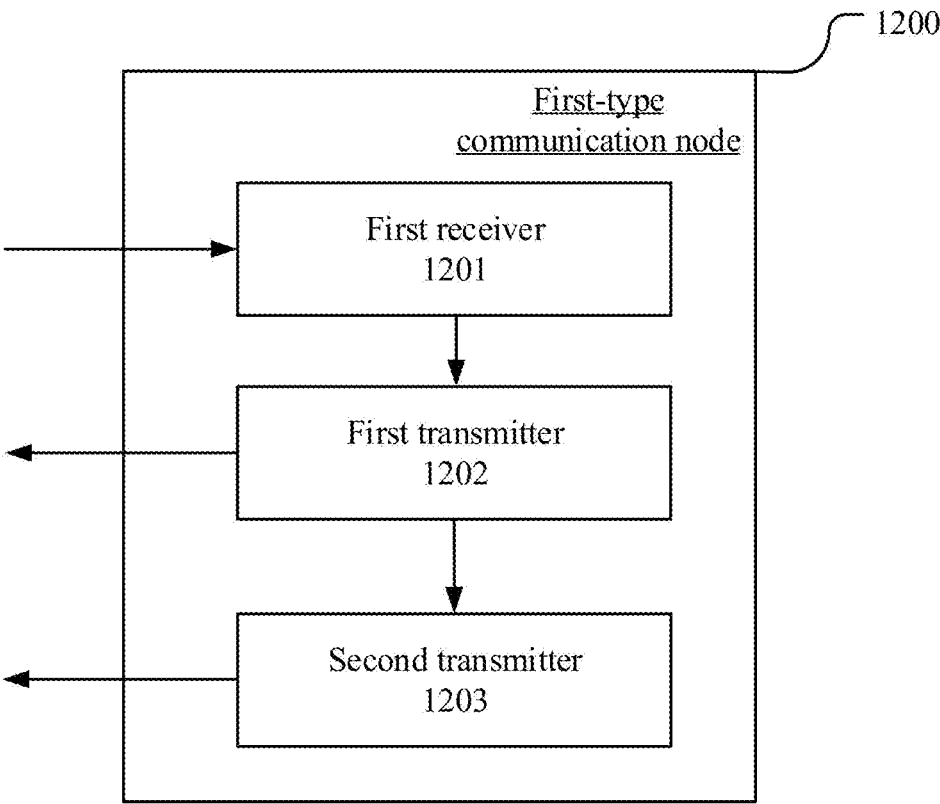 1200
First-type
communication node
First receiver
1201
First transmitter
1202
Second transmitter
1203